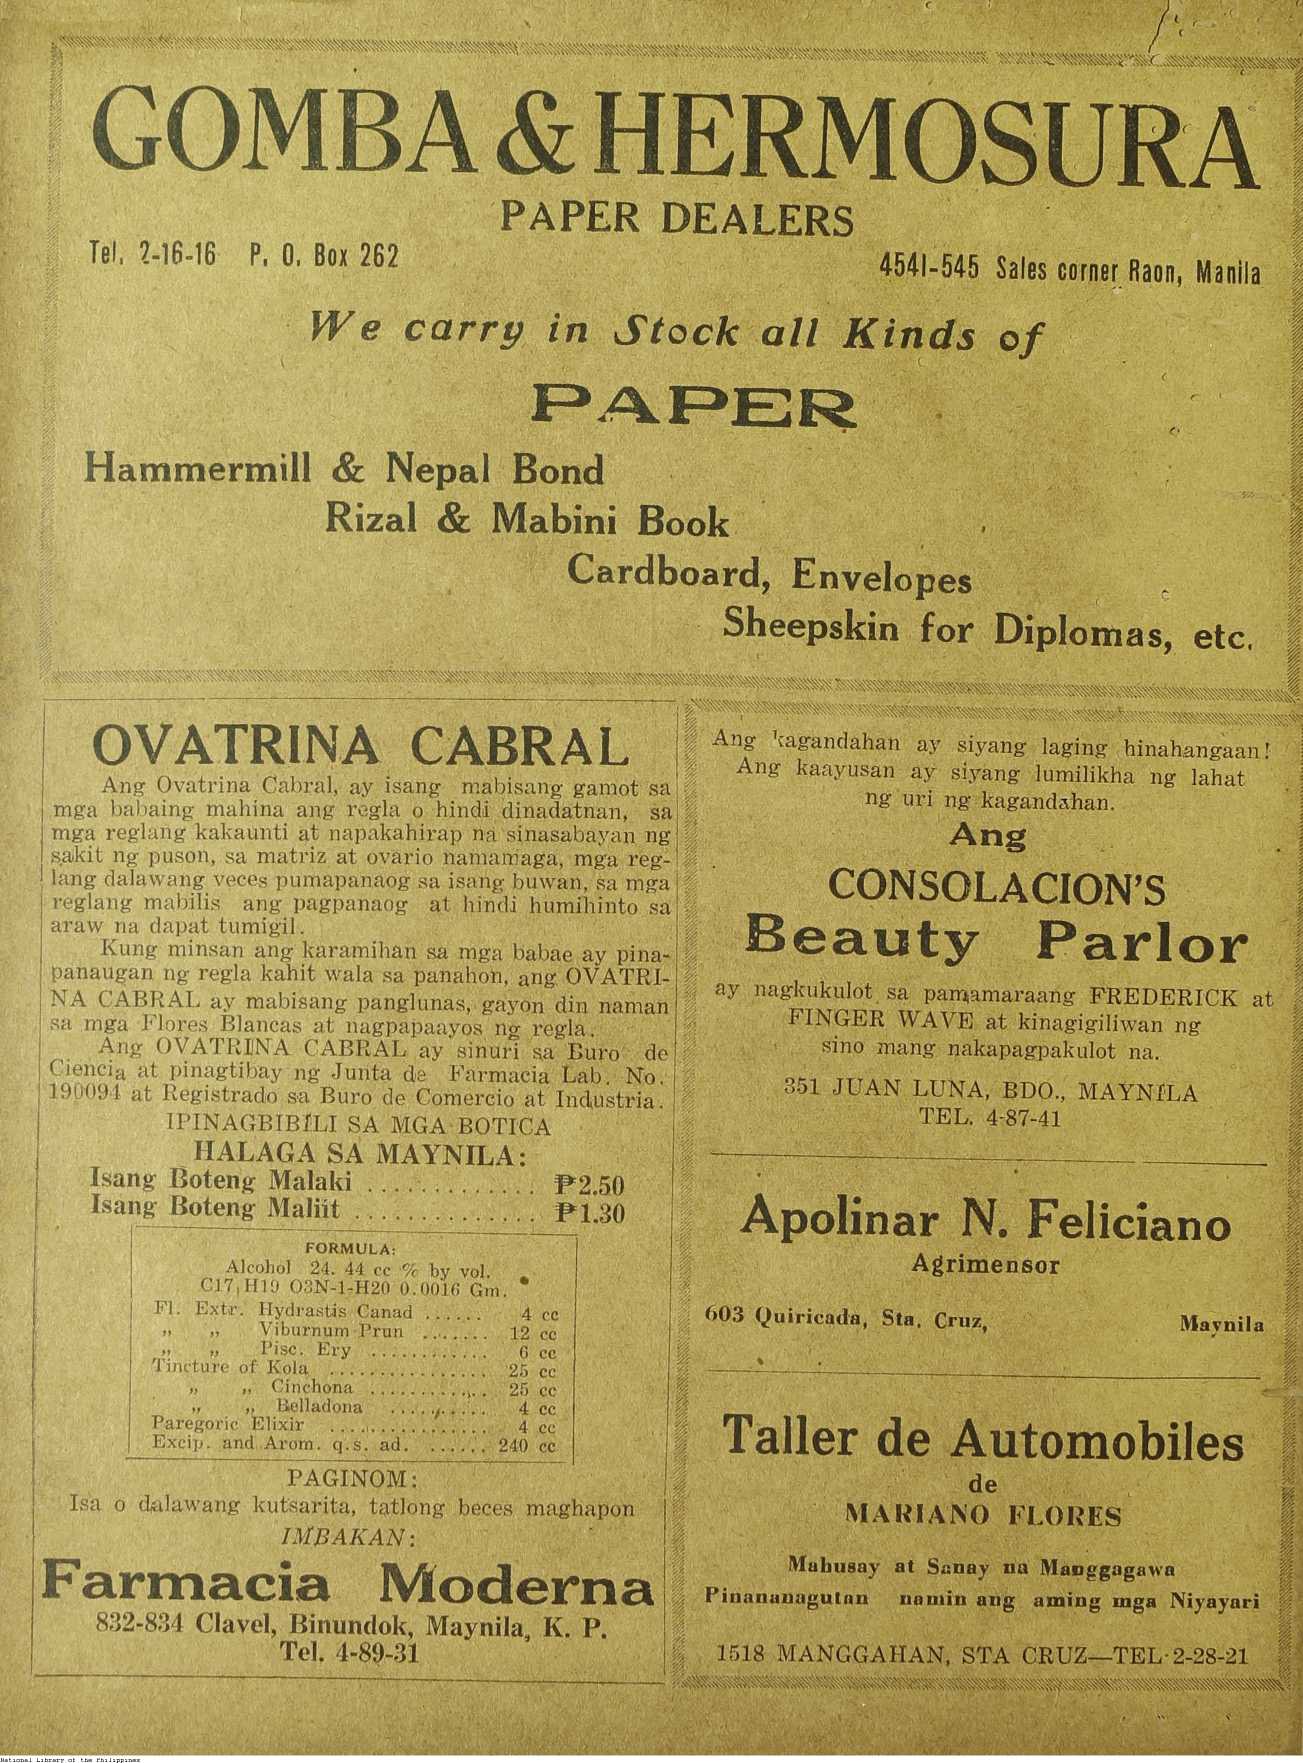 GOMBA & HERMOSURA
PAPER DEALERS
Tel. 2-16-16 P. O. Box 262
4541-545 Sales corner Raon, Manila
We carry in Stock all Kinds of
PAPER
Hammermill & Nepal Bond
Rizal & Mabini Book
Cardboard, Envelopes
Sheepskin for Diplomas, etc.
OVATRINA CABRAL
Ang Ovatrina Cabral, ay isang mabisang gamot sa
mga babaing mahina ang regla o hindi dinadatnan, sa
mga reglang kakaunti at napakahirap na sinasabayan ng
sakit ng puson, sa matriz at ovario namamaga, mga reg-
lang dalawang veces pumapanaog sa isang buwan, sa mga
reglang mabilis ang pagpanaog at hindi humihinto sa
araw na dapat tumigil.
Kung minsan ang karamihan sa mga babae ay pina-
panaugan ng regla kahit wala sa panahon, ang OVATRI-
NA CABRAL ay mabisang panglunas, gayon din naman
sa mga Flores Blancas at nagpapaayos ng regla.
Ang OVATRINA CABRAL ay sinuri sa Buro de
Ciencia at pinagtibay ng Junta de Farmacia Lab. No.
190094 at Registrado sa Buro de Comercio at Industria.
IPINAGBIBILI SA MGA BOTICA
HALAGA SA MAYNILA:
Isang Boteng Malaki ............. ₱2.50
Isang Boteng Maliit .............. ₱1.30
FORMULA:
Alcohol 24. 44 cc % by vol.
C17,H19 O3N-1-H20 0.0016 Gm.
Fl. Extr. Hydrastis Canad ...... 4 cc
„ „ Viburnum Prun ....... 12 cc
„ „ Pisc. Ery ............ 6 cc
Tincture of Kola ................ 25 cc
„ „ Cinchona ............ 25 cc
„ „ Belladona .......... 4 cc
Paregoric Elixir ................ 4 cc
Excip. and Arom. q.s. ad. ...... 240 cc
PAGINOM:
Isa o dalawang kutsarita, tatlong beces maghapon
IMBAKAN:
Farmacia Moderna
832-834 Clavel, Binundok, Maynila, K. P.
Tel. 4-89-31
Ang kagandahan ay siyang laging hinahangaan!
Ang kaayusan ay siyang lumilikha ng lahat
ng uri ng kagandahan.
Ang
CONSOLACION'S
Beauty Parlor
ay nagkukulot sa pamamaraang FREDERICK at
FINGER WAVE at kinagigiliwan ng
sino mang nakapagpakulot na.
351 JUAN LUNA, BDO., MAYNILA
TEL. 4-87-41
Apolinar N. Feliciano
Agrimensor
603 Quiricada, Sta. Cruz, Maynila
Taller de Automobiles
de
MARIANO FLORES
Mahusay at Sanay na Manggagawa
Pinananagutan namin ang aming mga Niyayari
1518 MANGGAHAN, STA CRUZ—TEL-2-28-21
National Library of the Philippines